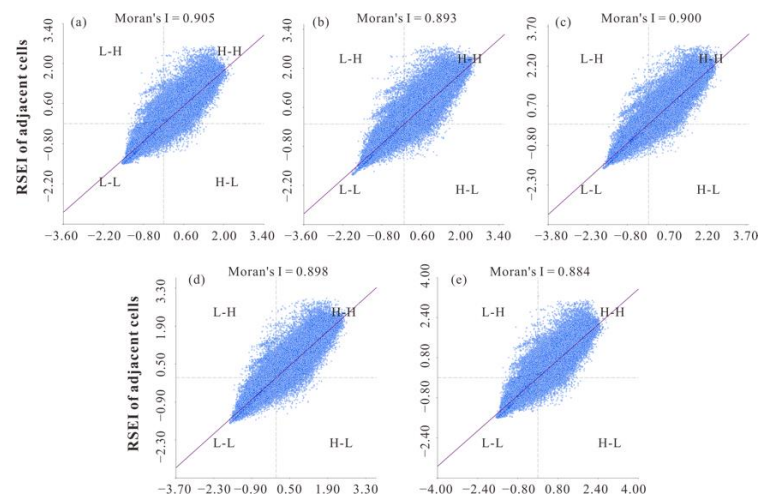 (a) Moran's I = 0.905
L-H
H-H
L-L
H-L
RSEI of adjacent cells
3.40
2.00
0.60
−0.80
−2.20
−3.60 −2.20 −0.80 0.60 2.00 3.40
(b) Moran's I = 0.893
L-H
H-H
L-L
H-L
3.40
2.00
0.60
−0.80
−2.20
−3.60 −2.20 −0.80 0.60 2.00 3.40
(c) Moran's I = 0.900
L-H
H-H
L-L
H-L
3.70
2.20
0.70
−0.80
−2.30
−3.80 −2.30 −0.80 0.70 2.20 3.70
(d) Moran's I = 0.898
L-H
H-H
L-L
H-L
RSEI of adjacent cells
3.30
1.90
0.50
−0.90
−2.30
−3.70 −2.30 −0.90 0.50 1.90 3.30
(e) Moran's I = 0.884
L-H
H-H
L-L
H-L
4.00
2.40
0.80
−0.80
−2.40
−4.00 −2.40 −0.80 0.80 2.40 4.00